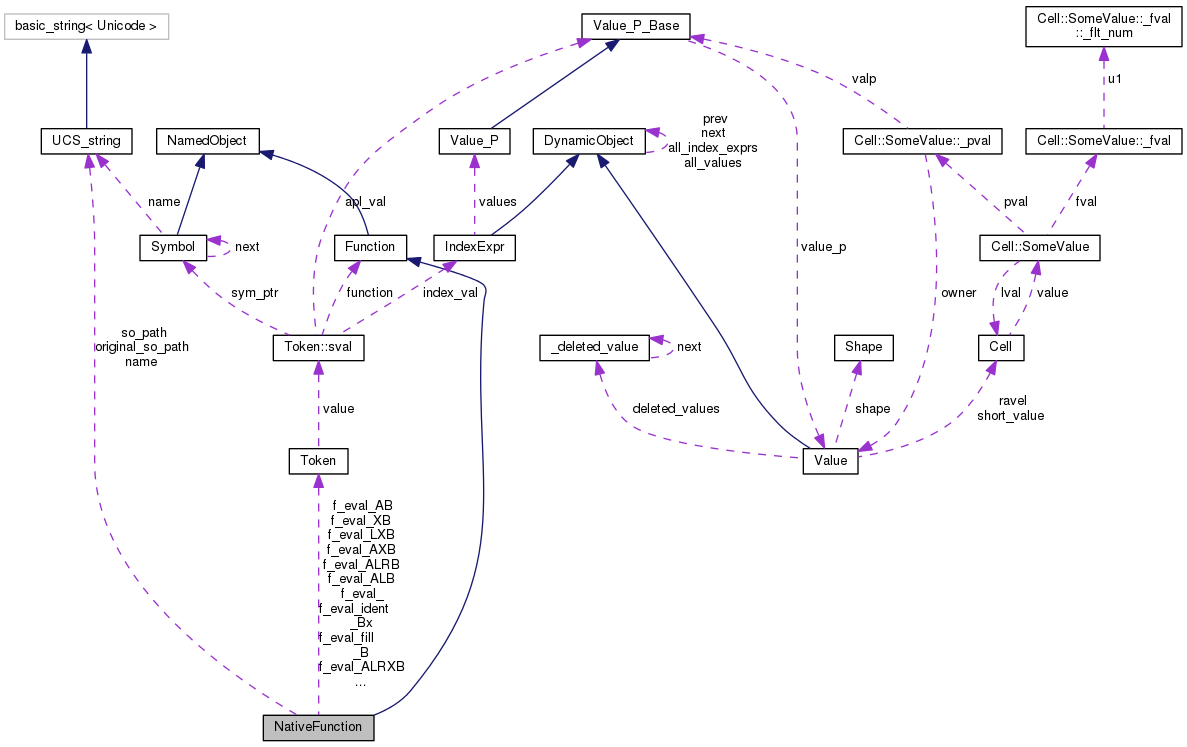 basic_string< Unicode >
Value_P_Base
Cell::SomeValue::_fval
::_flt_num
valp
u1
UCS_string
NamedObject
Value_P
DynamicObject
prev
next
all_index_exprs
all_values
Cell::SomeValue::_pval
Cell::SomeValue::_fval
name
apl_val
values
pval
fval
Symbol
next
Function
IndexExpr
value_p
Cell::SomeValue
sym_ptr
function
index_val
owner
lval
value
so_path
original_so_path
name
Token::sval
_deleted_value
next
Shape
Cell
value
deleted_values
shape
ravel
short_value
Token
Value
f_eval_AB
f_eval_XB
f_eval_LXB
f_eval_AXB
f_eval_ALRB
f_eval_ALB
f_eval_
f_eval_ident
_Bx
f_eval_fill
_B
f_eval_ALRXB
...
NativeFunction